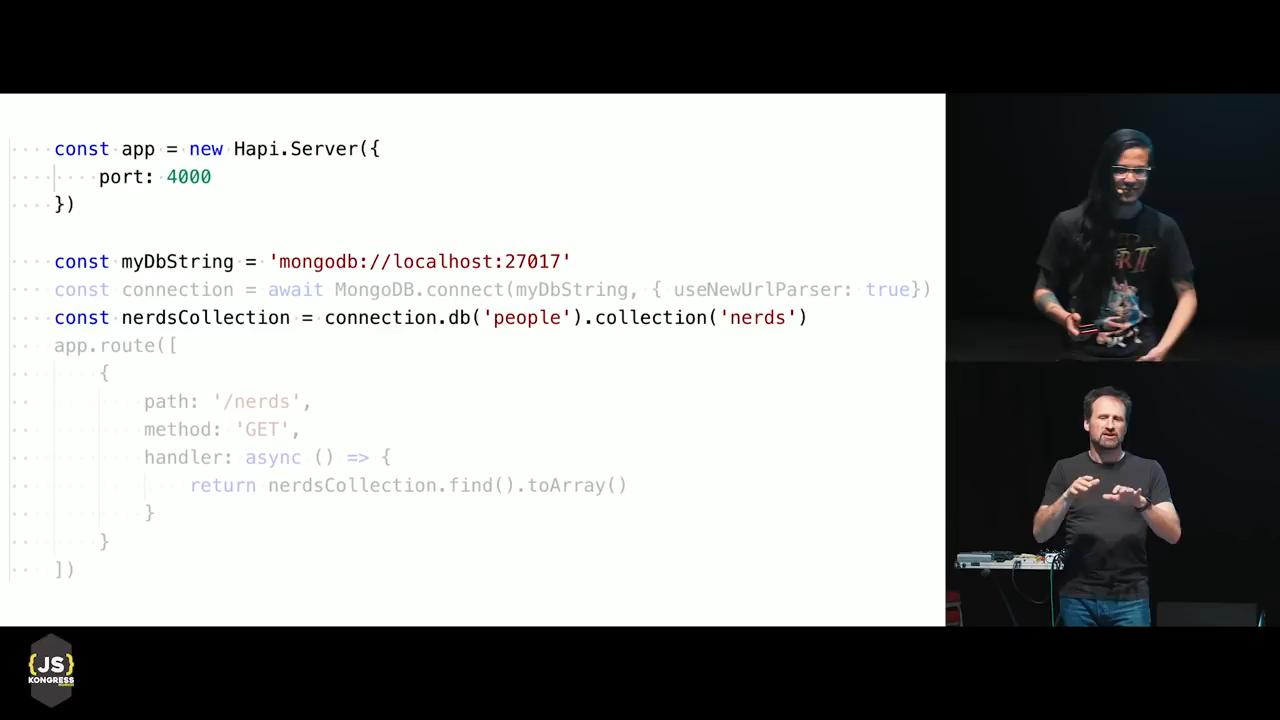 const app = new Hapi.Server({
port: 4000
})
const myDbString = 'mongodb://localhost:27017'
const connection = await MongoDB.connect(myDbString, { useNewUrlParser: true})
const nerdsCollection = connection.db('people').collection('nerds')
app.route([
{
path: '/nerds',
method: 'GET',
handler: async () => {
return nerdsCollection.find().toArray()
}
}
])
{JS}
KONGRESS